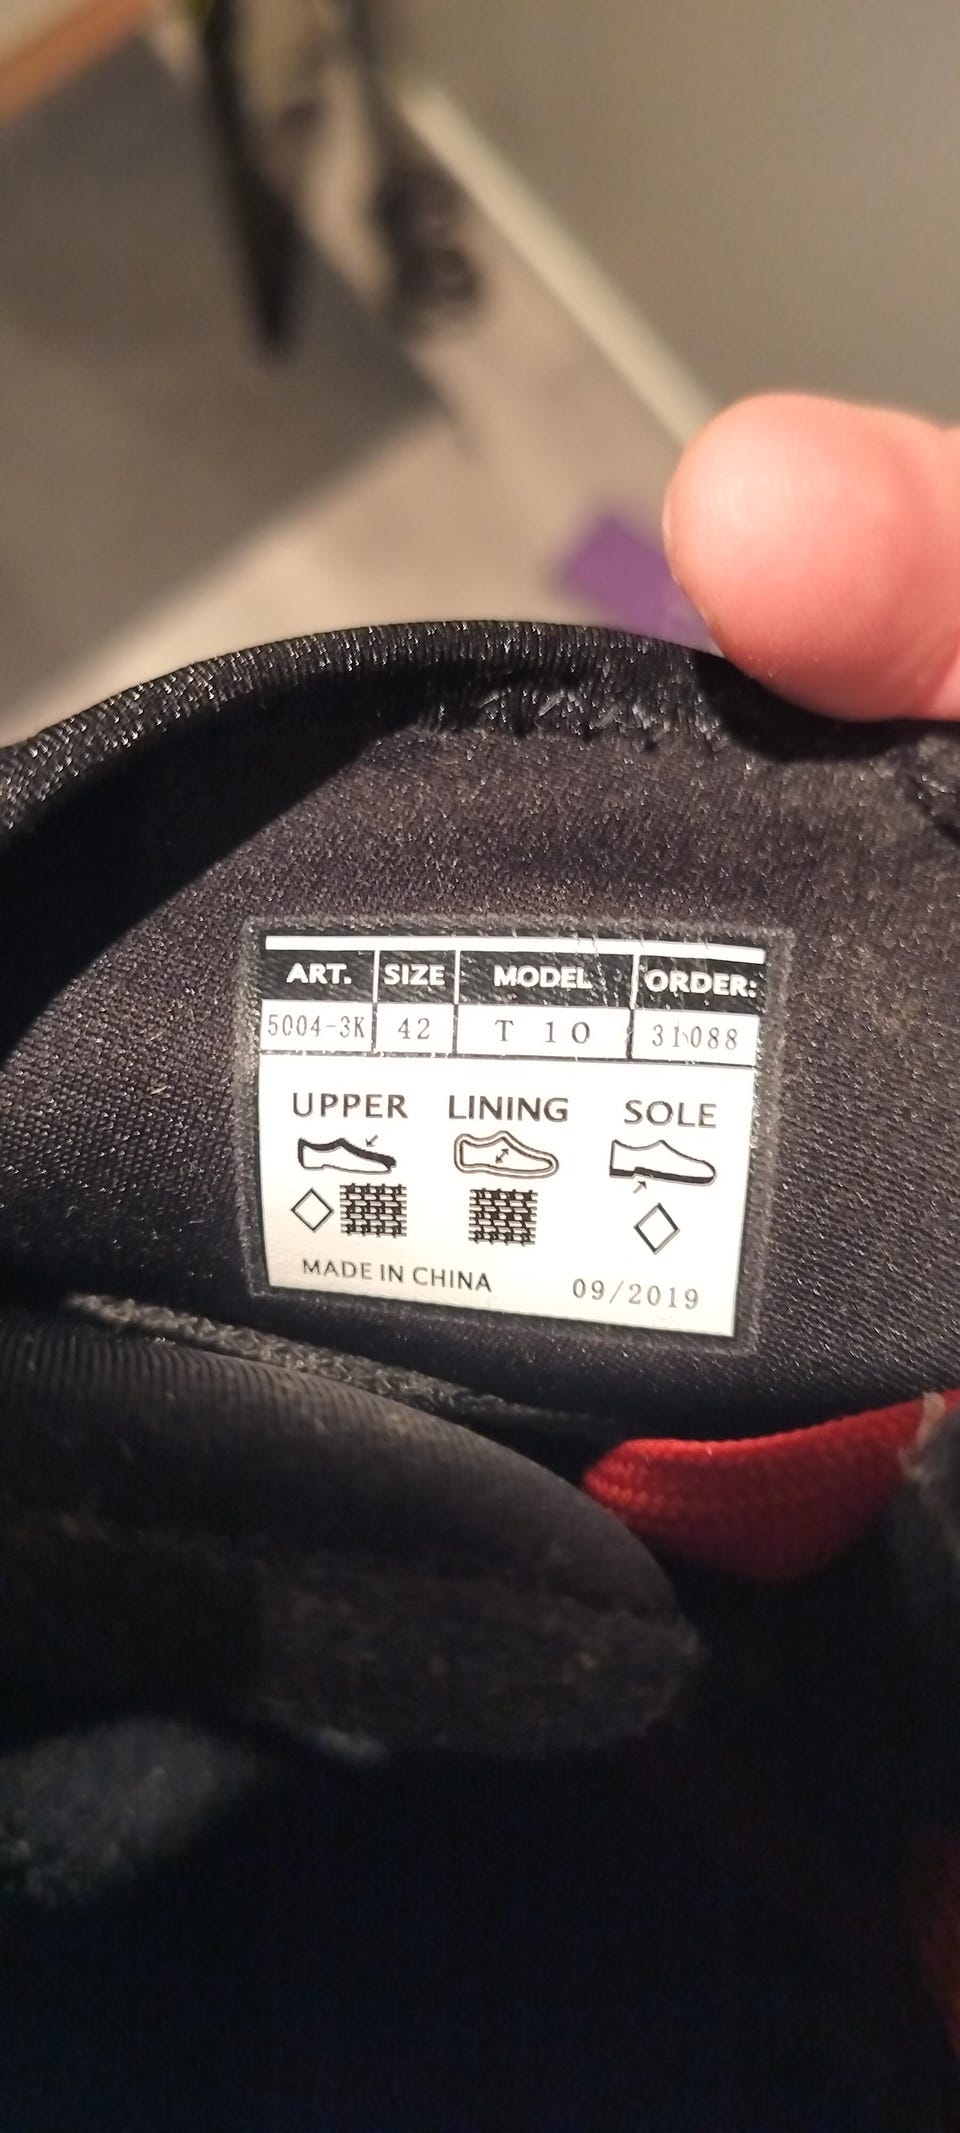 ART. SIZE MODEL ORDER:
5004-3K 42 T 10 31088
UPPER LINING SOLE
MADE IN CHINA 09/2019